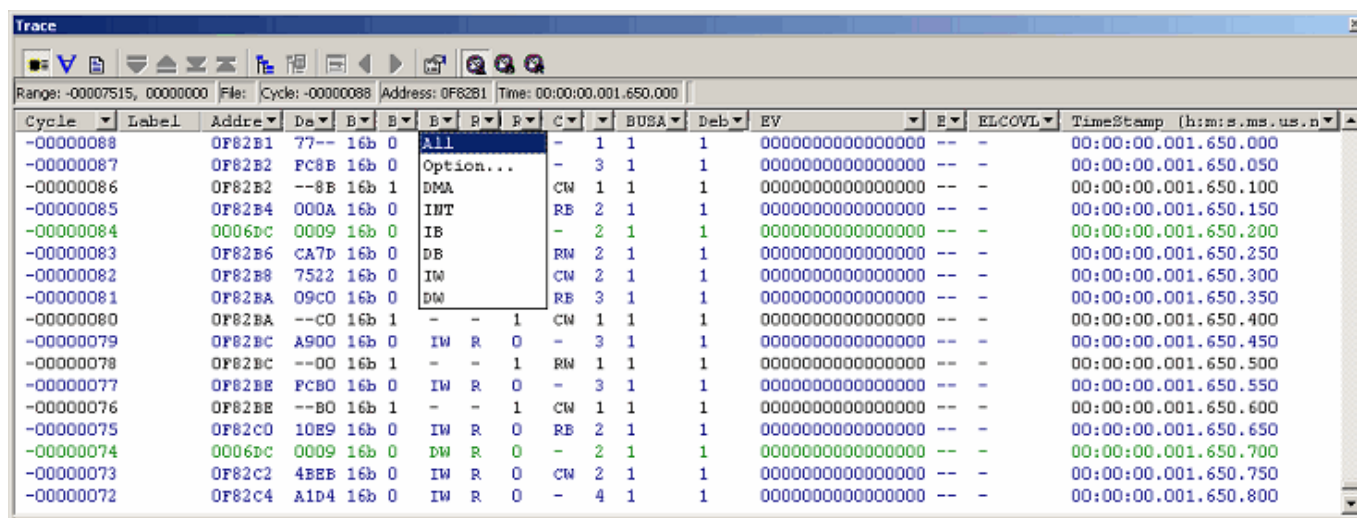 Trace
Range: -00007515, 00000000 File: Cycle: -00000088 Address: 0F82B1 Time: 00:00:00.001.650.000
Cycle Label Addre Da B B B R R C BUSA Deb EV E ELCOVL TimeStamp (h:m:s.ms.us.n
-00000088 0F82B1 77-- 16b 0 All - 1 1 1 0000000000000000 -- - 00:00:00.001.650.000
-00000087 0F82B2 FC8B 16b 0 Option... - 3 1 1 0000000000000000 -- - 00:00:00.001.650.050
-00000086 0F82B2 --8B 16b 1 DMA CW 1 1 1 0000000000000000 -- - 00:00:00.001.650.100
-00000085 0F82B4 000A 16b 0 INT RB 2 1 1 0000000000000000 -- - 00:00:00.001.650.150
-00000084 0006DC 0009 16b 0 IB - 2 1 1 0000000000000000 -- - 00:00:00.001.650.200
-00000083 0F82B6 CA7D 16b 0 DB RW 2 1 1 0000000000000000 -- - 00:00:00.001.650.250
-00000082 0F82B8 7522 16b 0 IW CW 2 1 1 0000000000000000 -- - 00:00:00.001.650.300
-00000081 0F82BA 09C0 16b 0 DW RB 3 1 1 0000000000000000 -- - 00:00:00.001.650.350
-00000080 0F82BA --C0 16b 1 - - 1 CW 1 1 1 0000000000000000 -- - 00:00:00.001.650.400
-00000079 0F82BC A900 16b 0 IW R 0 - 3 1 1 0000000000000000 -- - 00:00:00.001.650.450
-00000078 0F82BC --00 16b 1 - - 1 RW 1 1 1 0000000000000000 -- - 00:00:00.001.650.500
-00000077 0F82BE FCB0 16b 0 IW R 0 - 3 1 1 0000000000000000 -- - 00:00:00.001.650.550
-00000076 0F82BE --B0 16b 1 - - 1 CW 1 1 1 0000000000000000 -- - 00:00:00.001.650.600
-00000075 0F82C0 10E9 16b 0 IW R 0 RB 2 1 1 0000000000000000 -- - 00:00:00.001.650.650
-00000074 0006DC 0009 16b 0 DW R 0 - 2 1 1 0000000000000000 -- - 00:00:00.001.650.700
-00000073 0F82C2 4BEB 16b 0 IW R 0 CW 2 1 1 0000000000000000 -- - 00:00:00.001.650.750
-00000072 0F82C4 A1D4 16b 0 IW R 0 - 4 1 1 0000000000000000 -- - 00:00:00.001.650.800